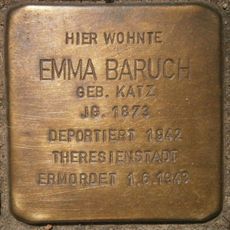 HIER WOHNTE
EMMA BARUCH
GEB. KATZ
JG. 1873
DEPORTIERT 1942
THERESIENSTADT
ERMORDET 1.6.1943